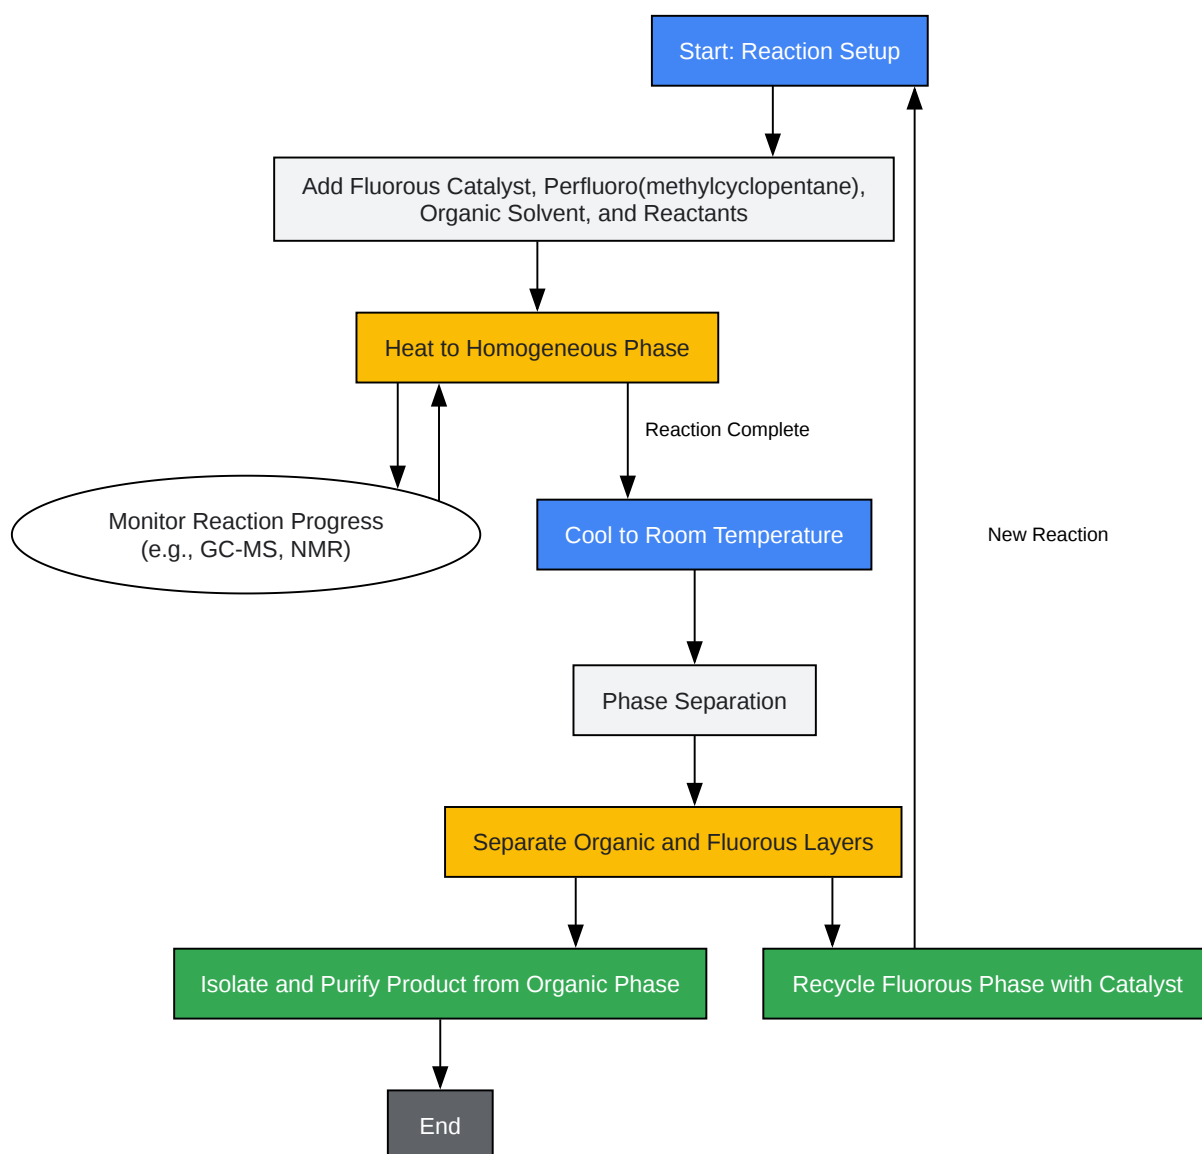 Start: Reaction Setup
Add Fluorous Catalyst, Perfluoro(methylcyclopentane),
Organic Solvent, and Reactants
Heat to Homogeneous Phase
Reaction Complete
Monitor Reaction Progress
(e.g., GC-MS, NMR)
Cool to Room Temperature
New Reaction
Phase Separation
Separate Organic and Fluorous Layers
Isolate and Purify Product from Organic Phase
Recycle Fluorous Phase with Catalyst
End